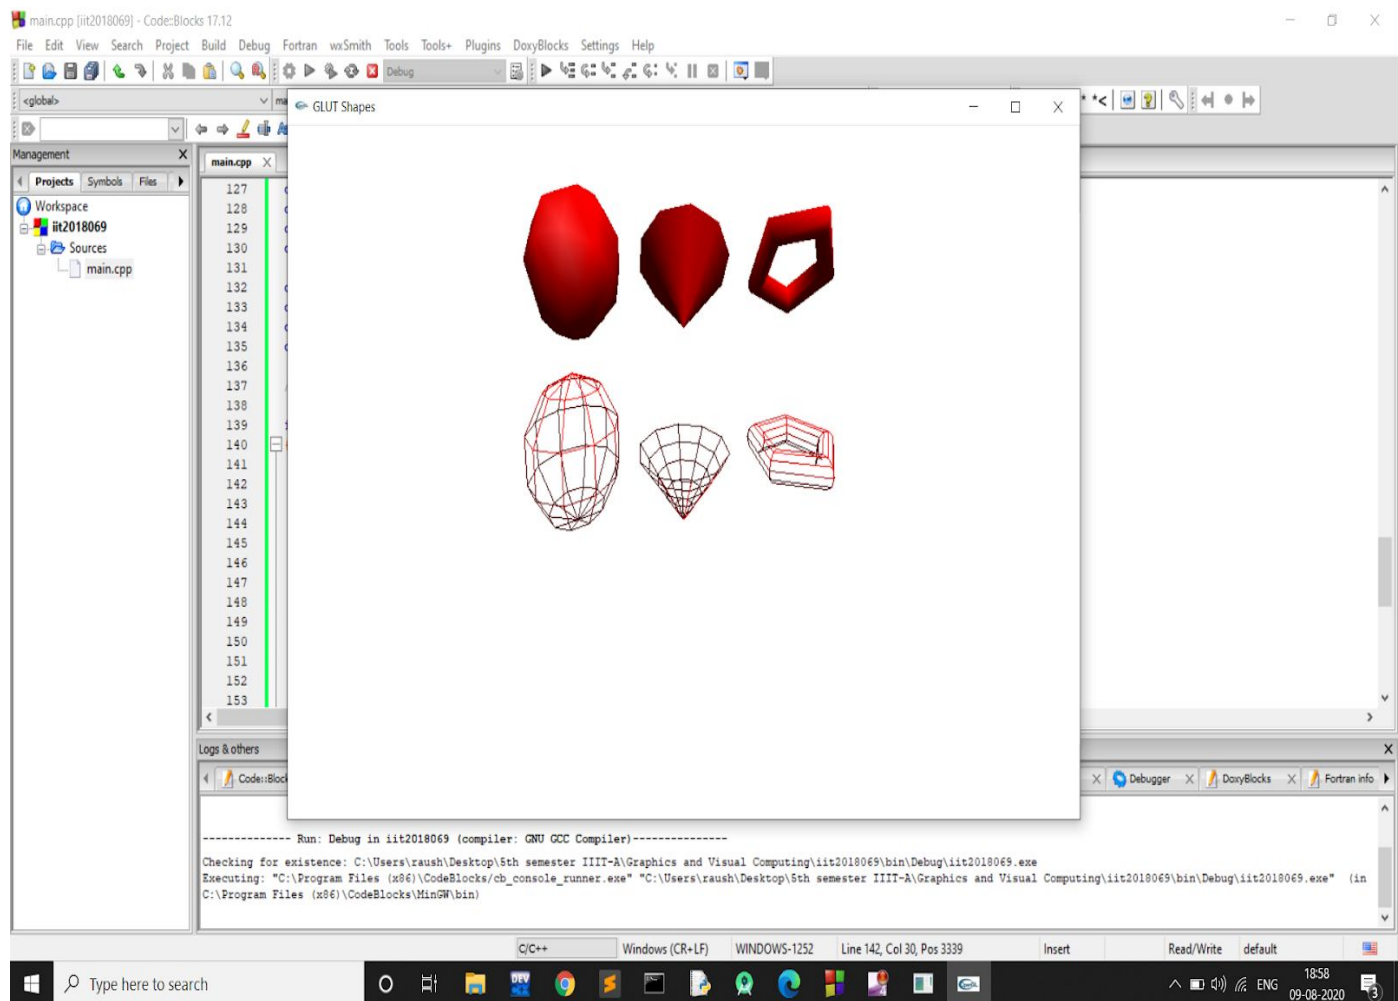 main.cpp [iit2018069] - Code::Blocks 17.12
File Edit View Search Project Build Debug Fortran wxSmith Tools Tools+ Plugins DoxyBlocks Settings Help
Debug
<global>
GLUT Shapes
* *<
Management
main.cpp
Projects Symbols Files
Workspace
iit2018069
Sources
main.cpp
127
128
129
130
131
132
133
134
135
136
137
138
139
140
141
142
143
144
145
146
147
148
149
150
151
152
153
Logs & others
Code::Block
Debugger
DoxyBlocks
Fortran info
-------------- Run: Debug in iit2018069 (compiler: GNU GCC Compiler)---------------
Checking for existence: C:\Users\raush\Desktop\5th semester IIIT-A\Graphics and Visual Computing\iit2018069\bin\Debug\iit2018069.exe
Executing: "C:\Program Files (x86)\CodeBlocks/cb_console_runner.exe" "C:\Users\raush\Desktop\5th semester IIIT-A\Graphics and Visual Computing\iit2018069\bin\Debug\iit2018069.exe" (in
C:\Program Files (x86)\CodeBlocks\MinGW\bin)
C/C++ Windows (CR+LF) WINDOWS-1252 Line 142, Col 30, Pos 3339 Insert Read/Write default
Type here to search
DEV
ENG
18:58
09-08-2020
3